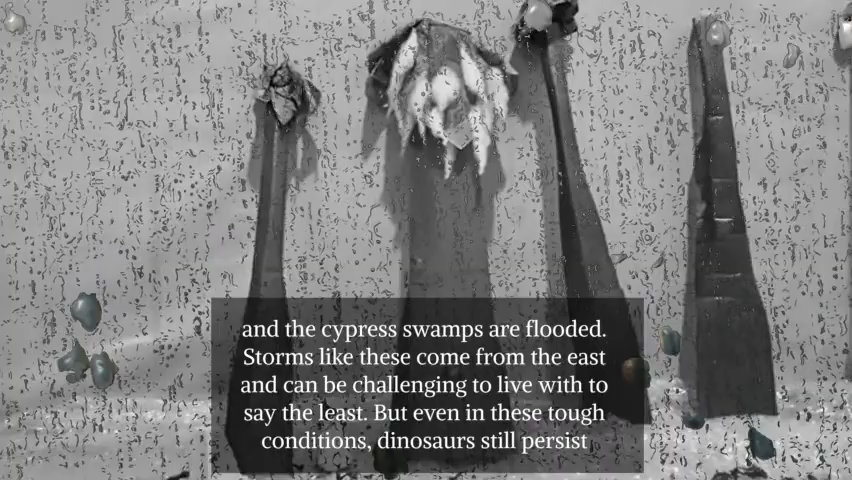 and the cypress swamps are flooded.
Storms like these come from the east
and can be challenging to live with to
say the least. But even in these tough
conditions, dinosaurs still persist